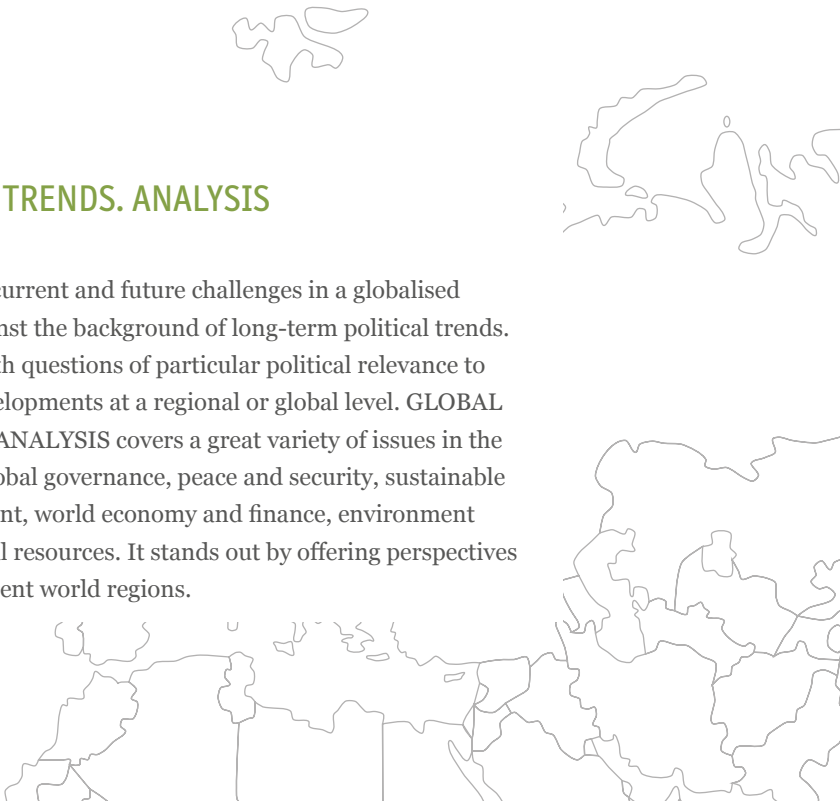 TRENDS. ANALYSIS
urrent and future challenges in a globalised
nst the background of long-term political trends.
th questions of particular political relevance to
elopments at a regional or global level. GLOBAL
ANALYSIS covers a great variety of issues in the
obal governance, peace and security, sustainable
nt, world economy and finance, environment
l resources. It stands out by offering perspectives
ent world regions.